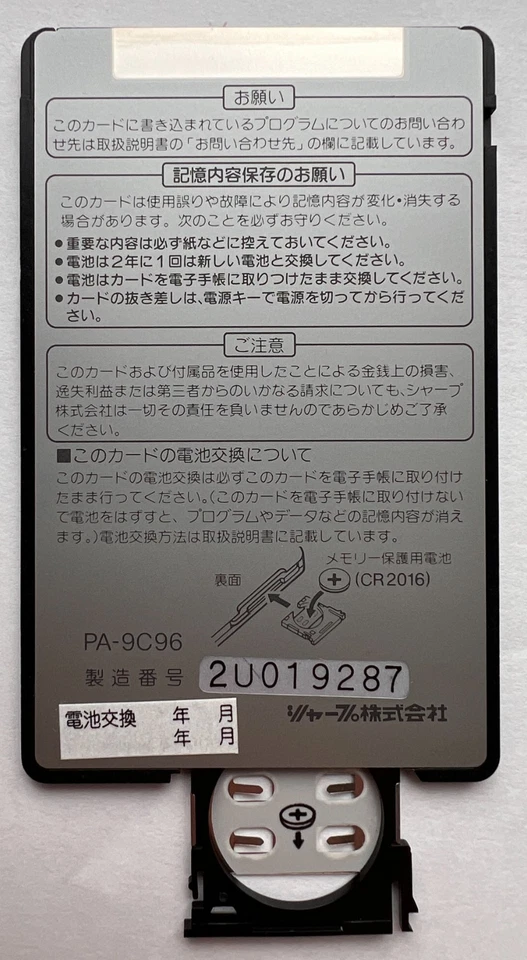 お願い
このカードに書き込まれているプログラムについてのお問い合わ
せ先は取扱説明書の「お問い合わせ先」の欄に記載しています。
記憶内容保存のお願い
このカードは使用誤りや故障により記憶内容が変化・消失する
場合があります。次のことを必ずお守りください。
●重要な内容は必ず紙などに控えておいてください。
●電池は2年に1回は新しい電池と交換してください。
●電池はカードを電子手帳に取りつけたまま交換してください。
●カードの抜き差しは、電源キーで電源を切ってから行ってくだ
さい。
ご注意
このカードおよび付属品を使用したことによる金銭上の損害、
逸失利益または第三者からのいかなる請求についても、シャープ
株式会社は一切その責任を負いませんのであらかじめご了承
ください。
■このカードの電池交換について
このカードの電池交換は必ずこのカードを電子手帳に取り付け
たまま行ってください。(このカードを電子手帳に取り付けない
で電池をはずすと、プログラムやデータなどの記憶内容が消え
ます。)電池交換方法は取扱説明書に記載しています。
メモリー保護用電池
裏面
(CR2016)
PA-9C96
製造番号 2U019287
シャープ株式会社
電池交換 年 月
年 月